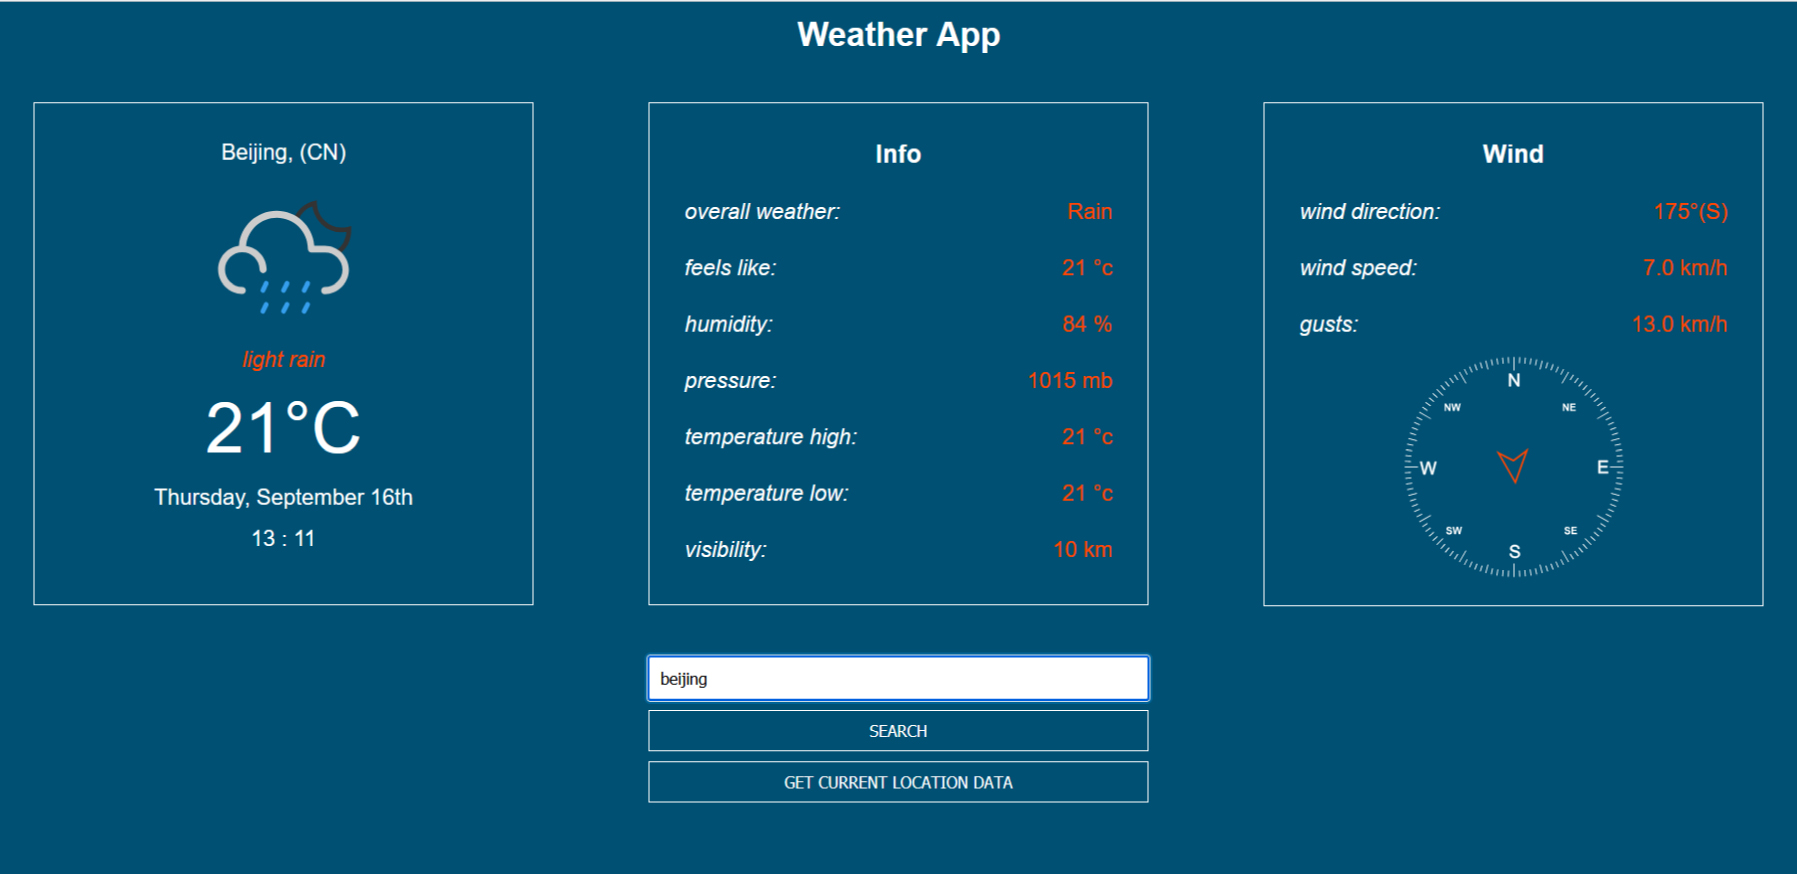 Weather App
Beijing, (CN)
light rain
21°C
Thursday, September 16th
13 : 11
Info
overall weather: Rain
feels like: 21 °c
humidity: 84 %
pressure: 1015 mb
temperature high: 21 °c
temperature low: 21 °c
visibility: 10 km
Wind
wind direction: 175°(S)
wind speed: 7.0 km/h
gusts: 13.0 km/h
N
NW NE
W E
SW SE
S
beijing
SEARCH
GET CURRENT LOCATION DATA